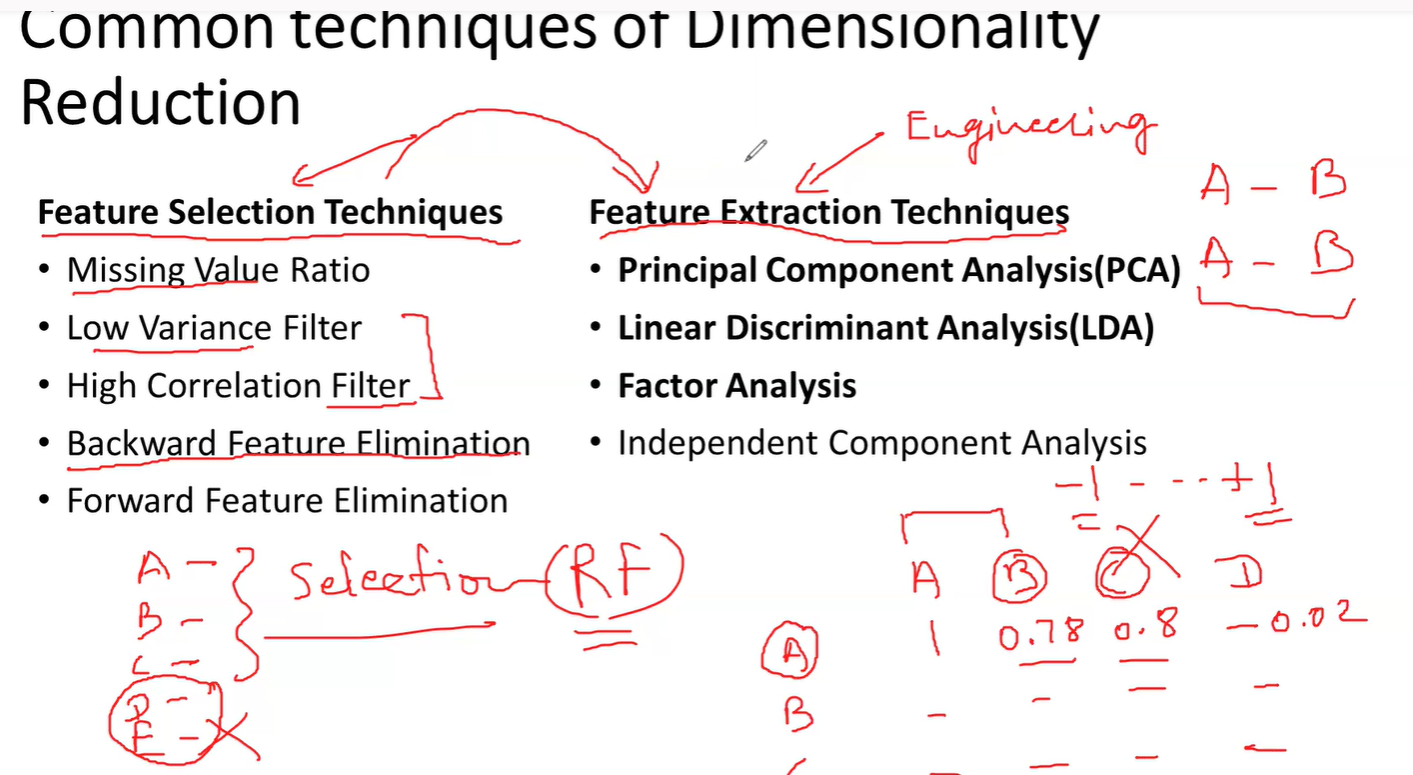 Common techniques of Dimensionality
Reduction
Engineering
A - B
A - B
Feature Selection Techniques
• Missing Value Ratio
• Low Variance Filter
• High Correlation Filter
• Backward Feature Elimination
• Forward Feature Elimination
Feature Extraction Techniques
• Principal Component Analysis(PCA)
• Linear Discriminant Analysis(LDA)
• Factor Analysis
• Independent Component Analysis
A -
B -
C -
D -
E -
Selection
RF
-1 - - - - +1
A B C D
A 1 0.78 0.8 -0.02
B - - - -